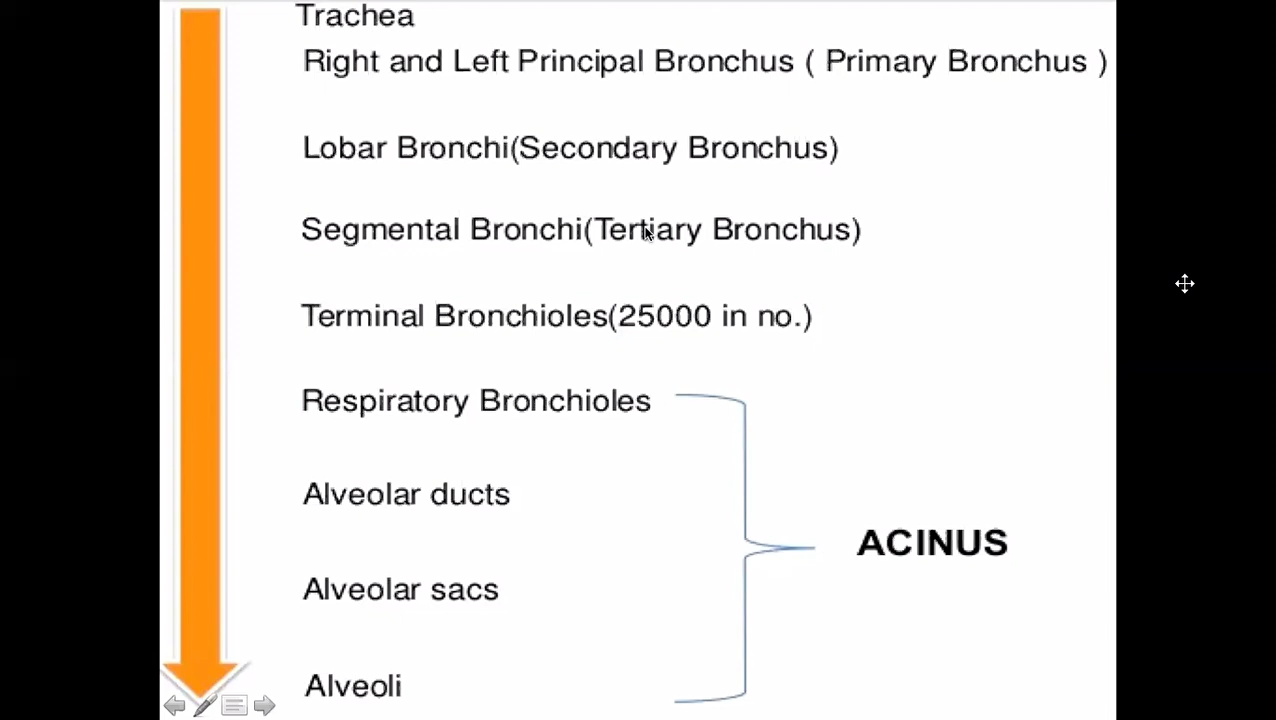 Trachea
Right and Left Principal Bronchus ( Primary Bronchus )
Lobar Bronchi(Secondary Bronchus)
Segmental Bronchi(Tertiary Bronchus)
Terminal Bronchioles(25000 in no.)
Respiratory Bronchioles
Alveolar ducts
ACINUS
Alveolar sacs
Alveoli